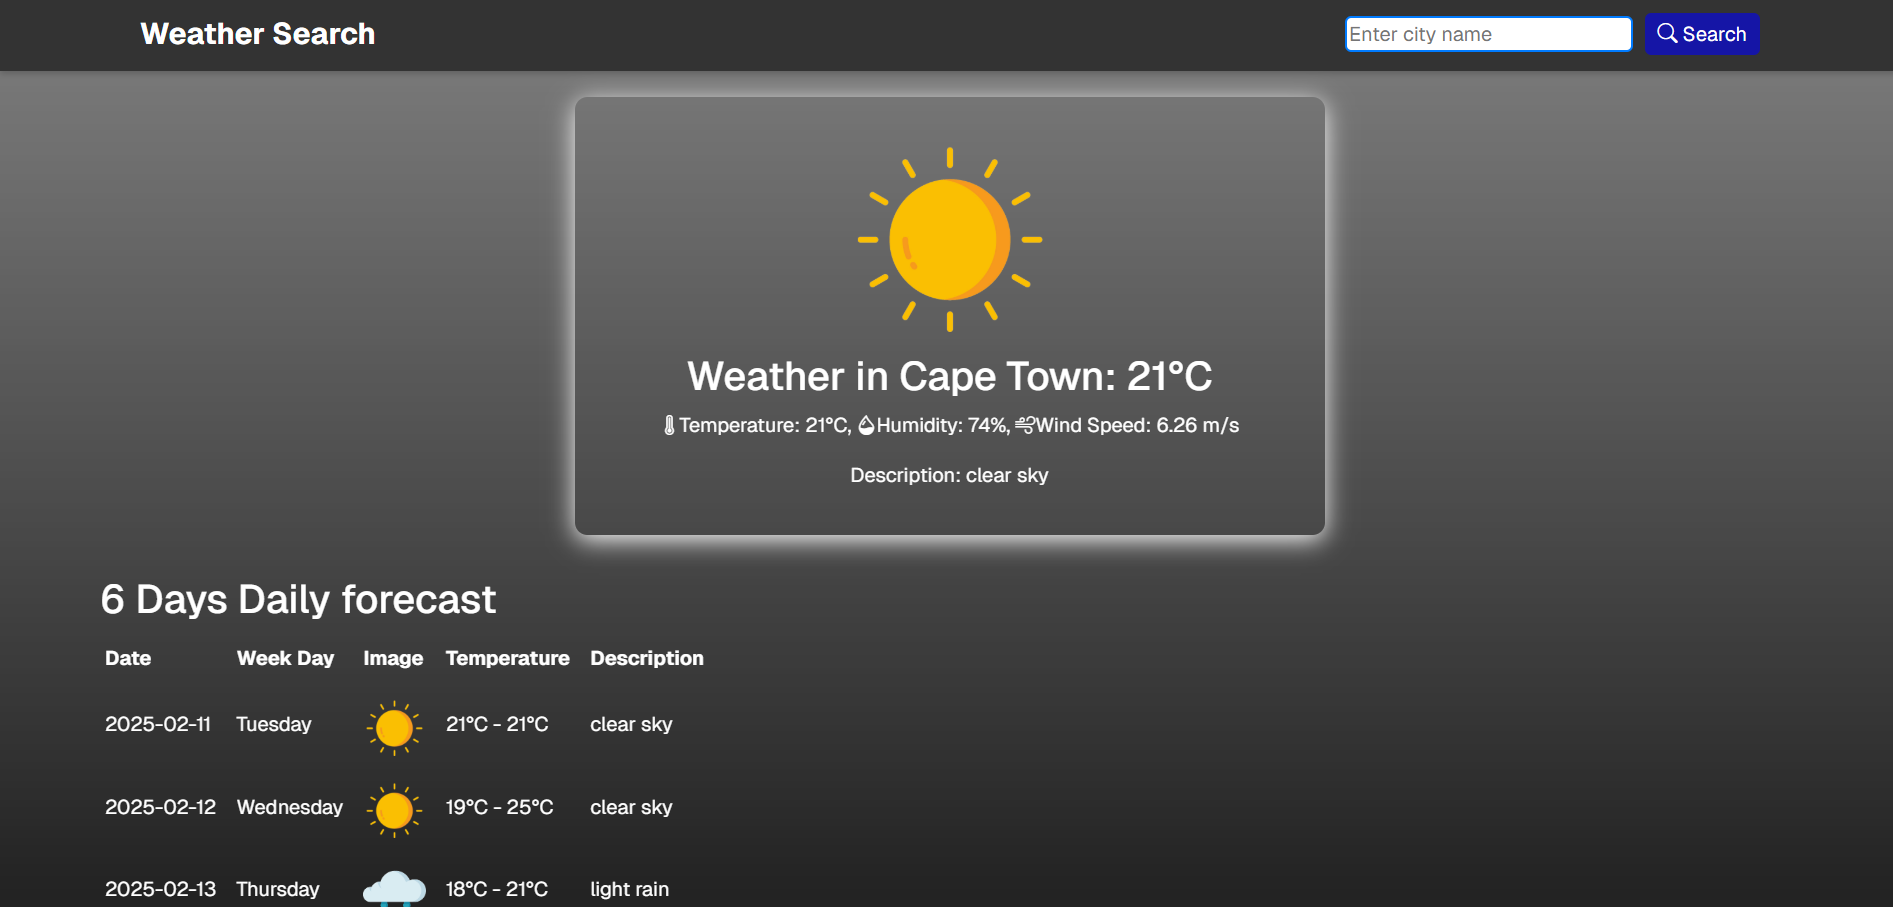 Weather Search
Enter city name
Search
Weather in Cape Town: 21°C
Temperature: 21°C, Humidity: 74%, Wind Speed: 6.26 m/s
Description: clear sky
6 Days Daily forecast
Date Week Day Image Temperature Description
2025-02-11 Tuesday 21°C - 21°C clear sky
2025-02-12 Wednesday 19°C - 25°C clear sky
2025-02-13 Thursday 18°C - 21°C light rain